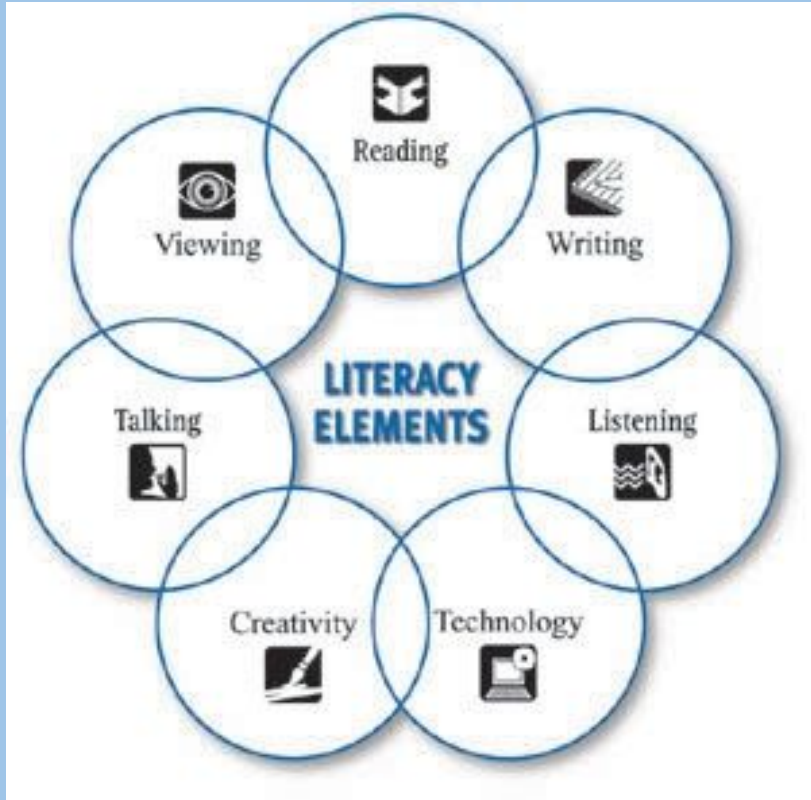 Reading
Viewing
Writing
LITERACY
ELEMENTS
Talking
Listening
Creativity
Technology